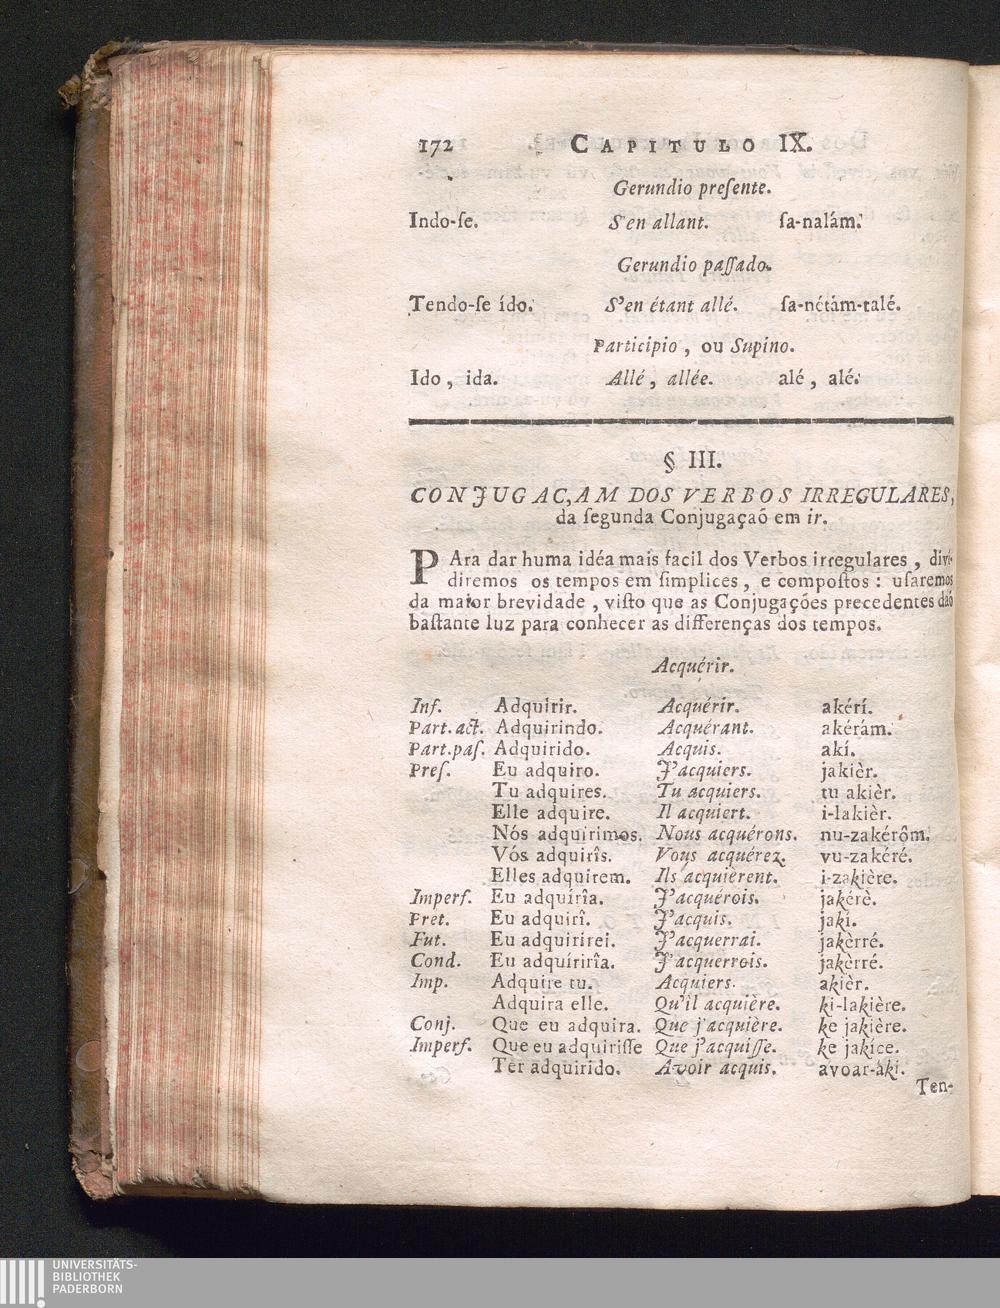 172 CAPITULO IX.
Gerundio preſente.
Indo-ſe. S'en allant. ſa-nalám.
Gerundio paſſado.
Tendo-ſe ído. S'en étant allé. ſa-nétám-talé.
Participio, ou Supino.
Ido, ida. Allé, allée. alé, alé.
§ III.
CONJUGAC,AM DOS VERBOS IRREGULARES,
da ſegunda Conjugaçaõ em ir.
PAra dar huma idéa mais facil dos Verbos irregulares, divi-
diremos os tempos em ſimplices, e compoſtos: uſaremos
da maior brevidade, viſto que as Conjugações precedentes daõ
baſtante luz para conhecer as differenças dos tempos.
Acquérir.
Inf. Adquirir. Acquérir. akérí.
Part. act. Adquirindo. Acquérant. akérám.
Part. paſ. Adquirido. Acquis. akí.
Preſ. Eu adquiro. J'acquiers. jakièr.
Tu adquires. Tu acquiers. tu akièr.
Elle adquire. Il acquiert. i-lakièr.
Nós adquirimos. Nous acquérons. nu-zakérôm.
Vós adquirîs. Vous acquérez. vu-zakéré.
Elles adquirem. Ils acquièrent. i-zakière.
Imperf. Eu adquíria. J'acquérois. jakérè.
Pret. Eu adquirî. J'acquis. jakí.
Fut. Eu adquirirei. J'acquerrai. jakèrré.
Cond. Eu adquíriria. J'acquerrois. jakèrré.
Imp. Adquire tu. Acquiers. akièr.
Adquira elle. Qu'il acquière. ki-lakière.
Conj. Que eu adquira. Que j'acquière. ke jakière.
Imperf. Que eu adquiriſſe Que j'acquiſſe. ke jakíce.
Ter adquirido. Avoir acquis. avoar-àki.
Ten-
UNIVERSITÄTS-
BIBLIOTHEK
PADERBORN